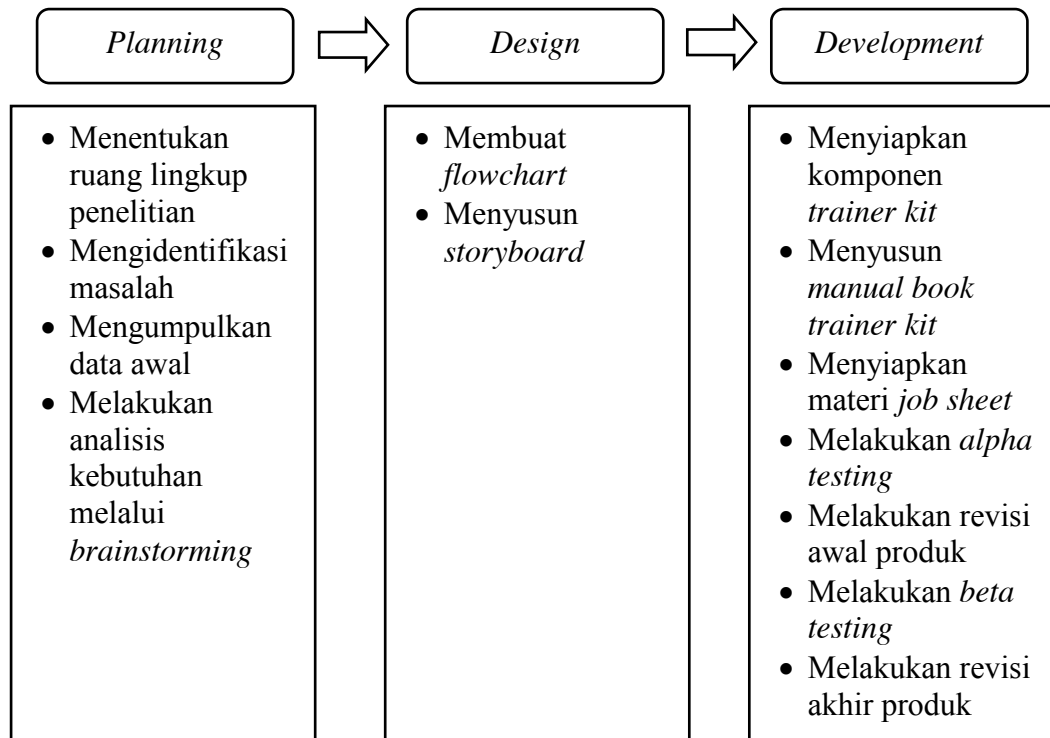 Planning
Design
Development
• Menentukan
ruang lingkup
penelitian
• Mengidentifikasi
masalah
• Mengumpulkan
data awal
• Melakukan
analisis
kebutuhan
melalui
brainstorming
• Membuat
flowchart
• Menyusun
storyboard
• Menyiapkan
komponen
trainer kit
• Menyusun
manual book
trainer kit
• Menyiapkan
materi job sheet
• Melakukan alpha
testing
• Melakukan revisi
awal produk
• Melakukan beta
testing
• Melakukan revisi
akhir produk